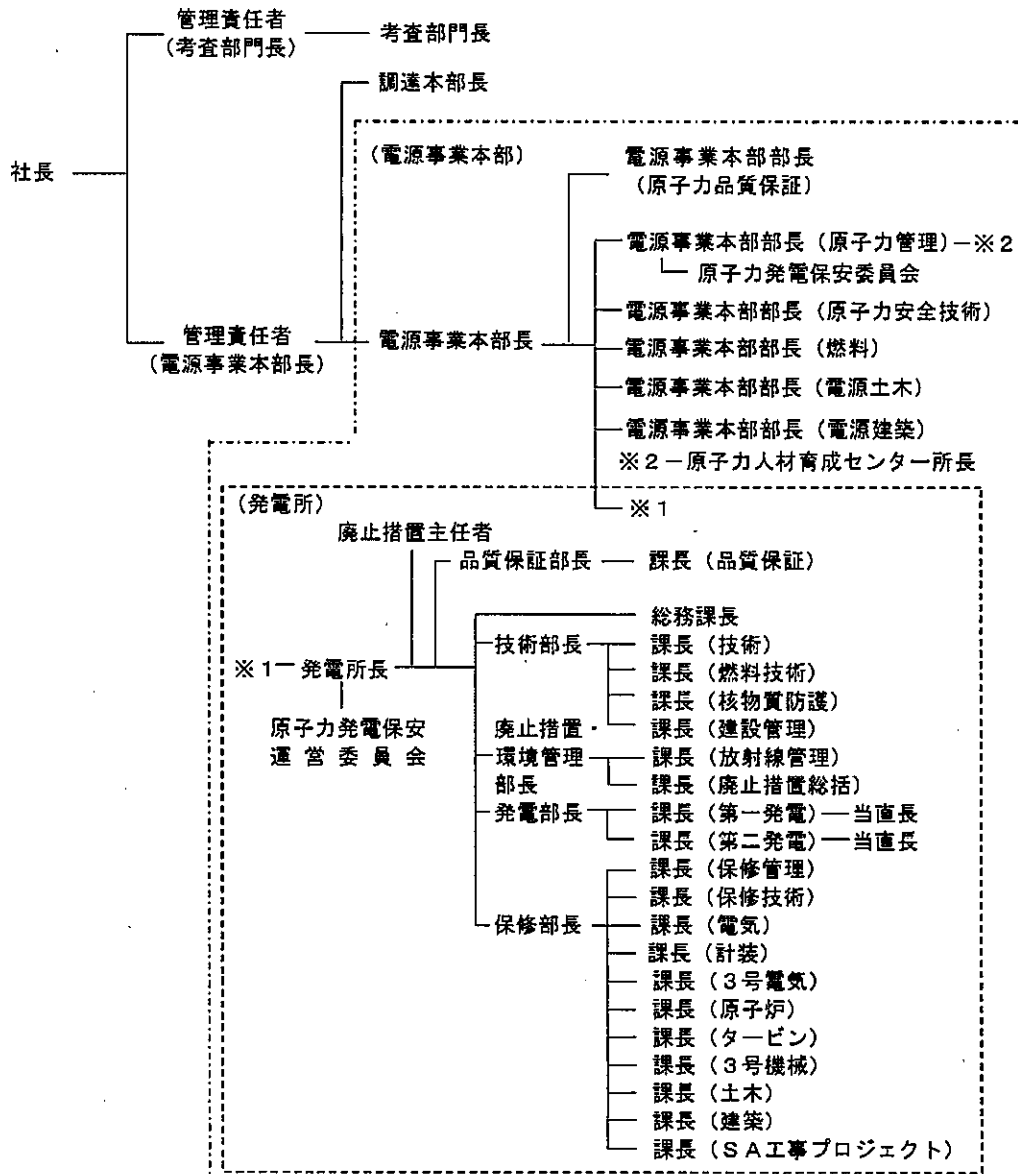 管理責任者
(考査部門長)
考査部門長
調達本部長
社長
(電源事業本部)
電源事業本部部長
(原子力品質保証)
電源事業本部部長(原子力管理)-※2
原子力発電保安委員会
電源事業本部部長(原子力安全技術)
管理責任者
(電源事業本部長)
電源事業本部長
電源事業本部部長(燃料)
電源事業本部部長(電源土木)
電源事業本部部長(電源建築)
※2-原子力人材育成センター所長
※1
(発電所)
廃止措置主任者
品質保証部長
課長(品質保証)
総務課長
技術部長
課長(技術)
※1-発電所長
課長(燃料技術)
課長(核物質防護)
原子力発電保安
運営委員会
課長(建設管理)
廃止措置
環境管理
部長
課長(放射線管理)
課長(廃止措置総括)
発電部長
課長(第一発電)—当直長
課長(第二発電)—当直長
課長(保修管理)
課長(保修技術)
保修部長
課長(電気)
課長(計装)
課長(3号電気)
課長(原子炉)
課長(タービン)
課長(3号機械)
課長(土木)
課長(建築)
課長(SA工事プロジェクト)